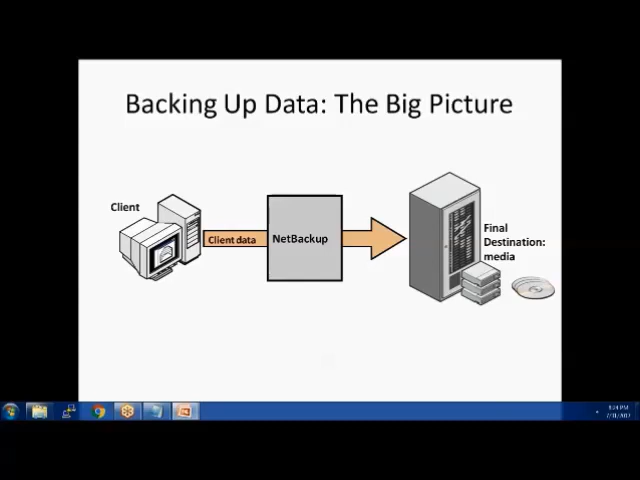 Backing Up Data: The Big Picture
Client
Client data
NetBackup
Final
Destination:
media